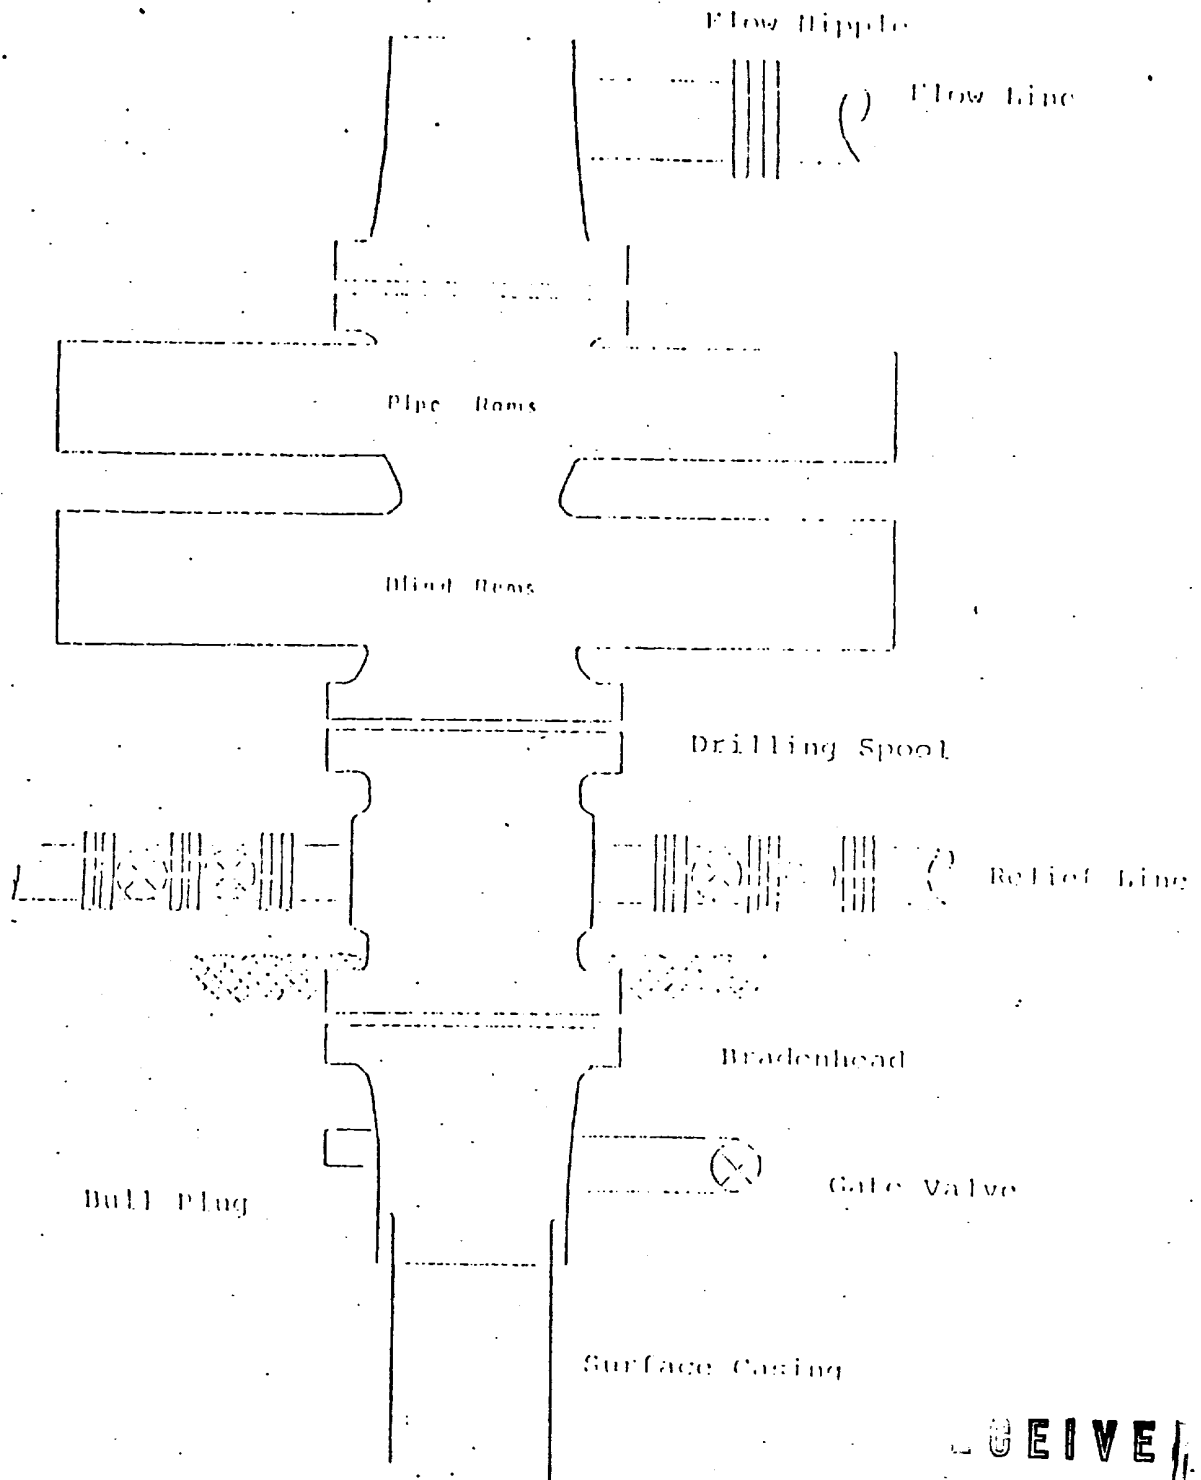 Flow Nipple
Flow Line
Pipe Rams
Blind Rams
Drilling Spool
Relief Line
Bradenhead
Gate Valve
Bull Plug
Surface Casing
CEIVE